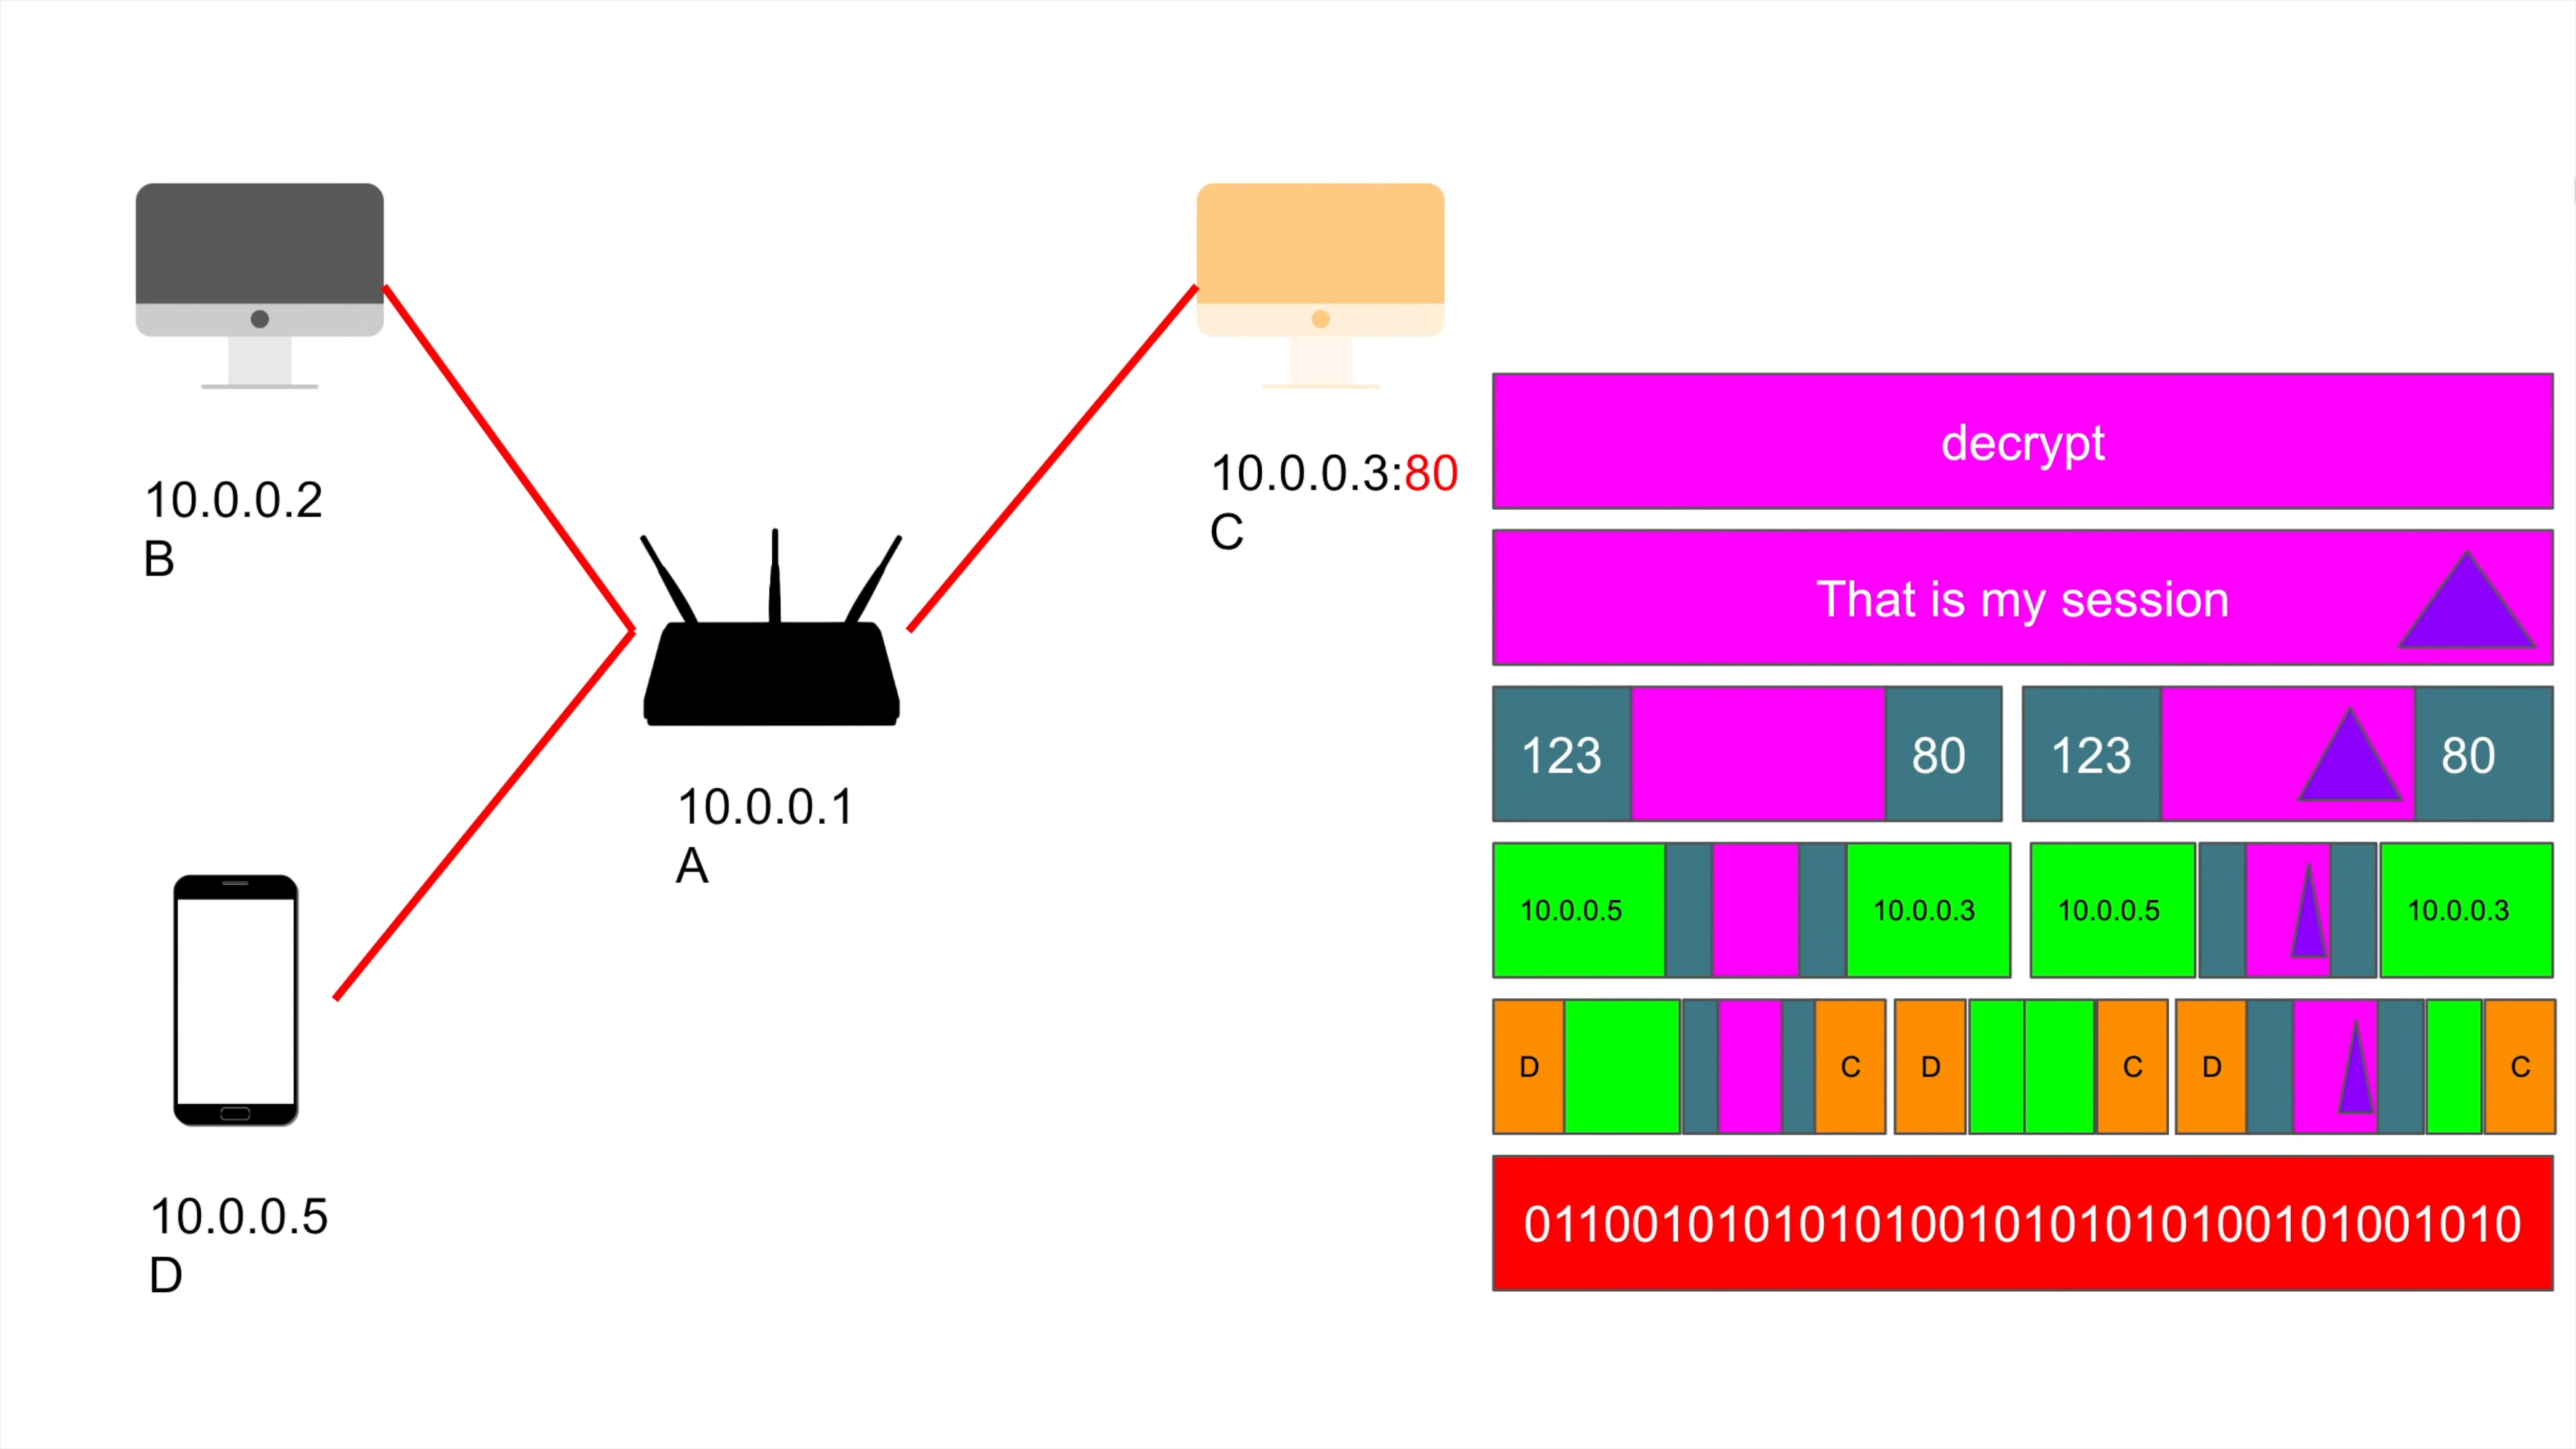 10.0.0.2
B
10.0.0.3:80
C
10.0.0.1
A
10.0.0.5
D
decrypt
That is my session
123 80 123 80
10.0.0.5 10.0.0.3 10.0.0.5 10.0.0.3
D C D C D C
011001010101010010101010100101001010